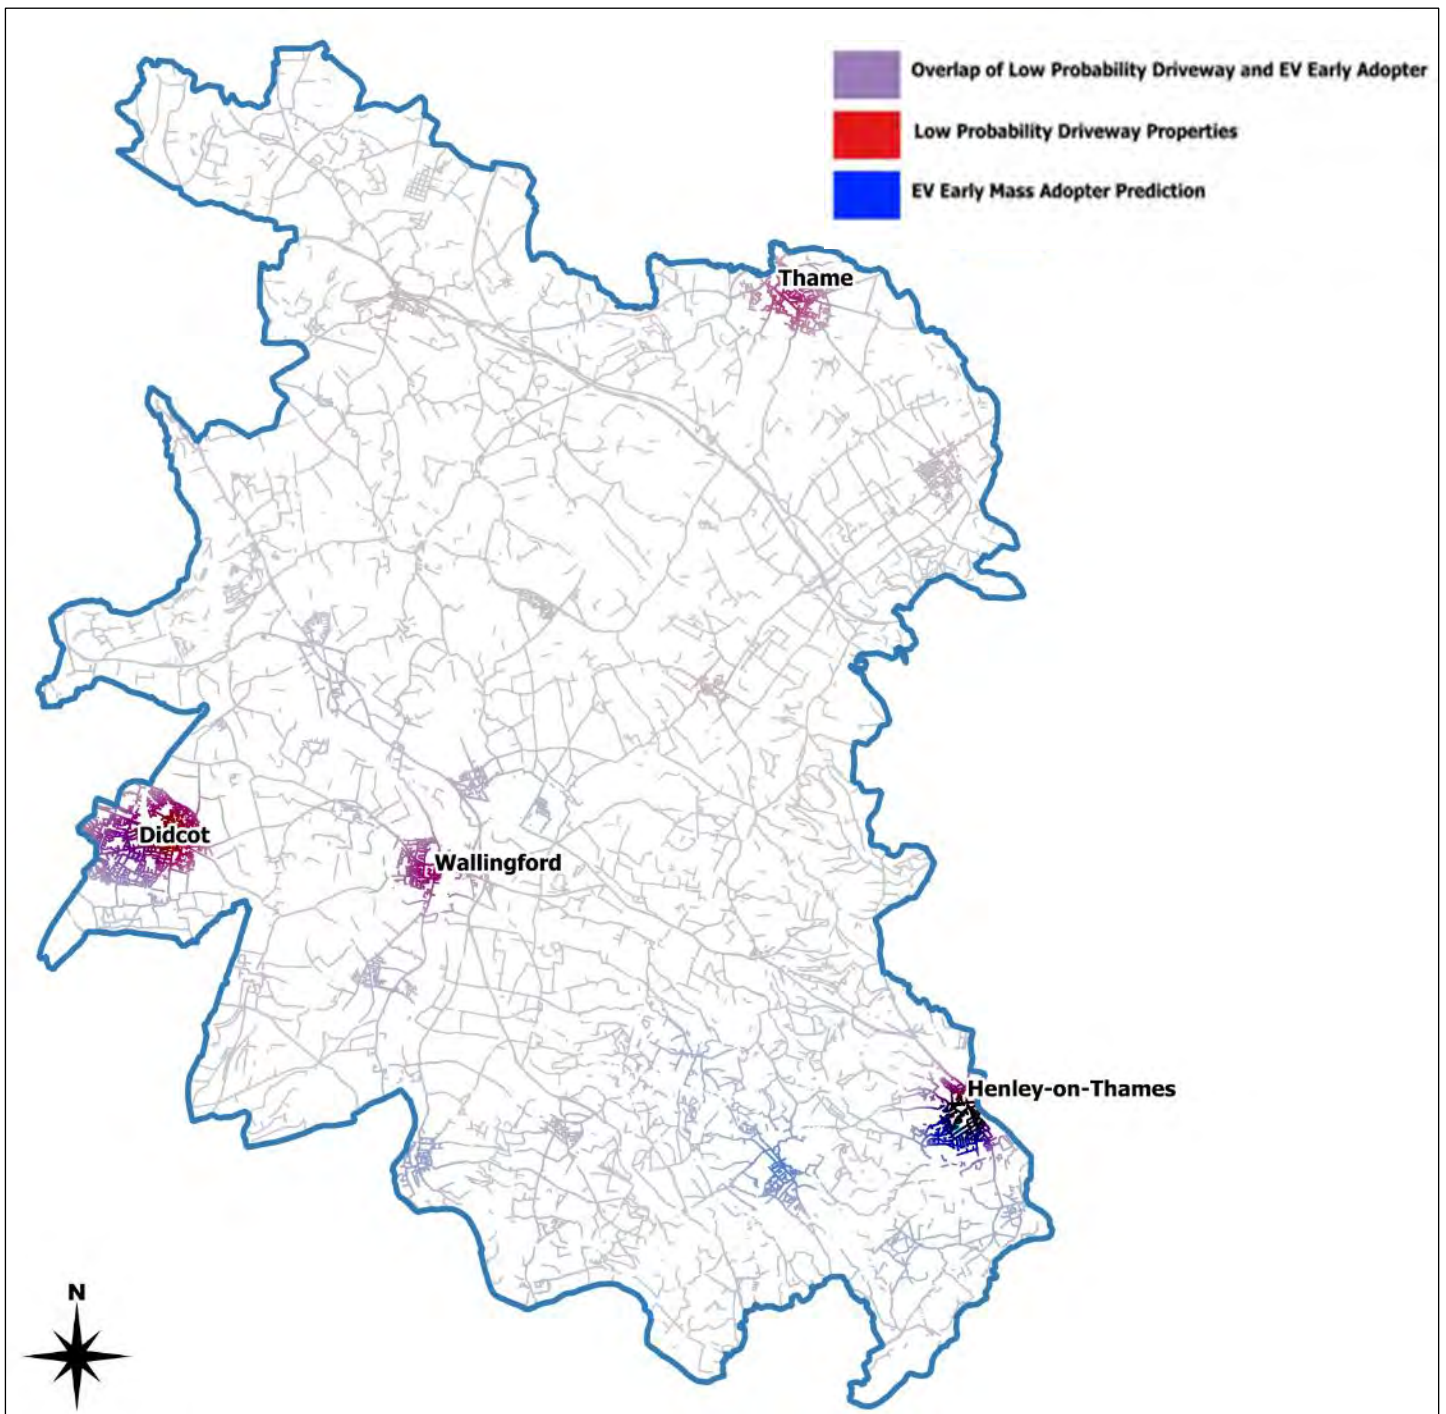 Overlap of Low Probability Driveway and EV Early Adopter
Low Probability Driveway Properties
EV Early Mass Adopter Prediction
Thame
Didcot
Wallingford
Henley-on-Thames
N